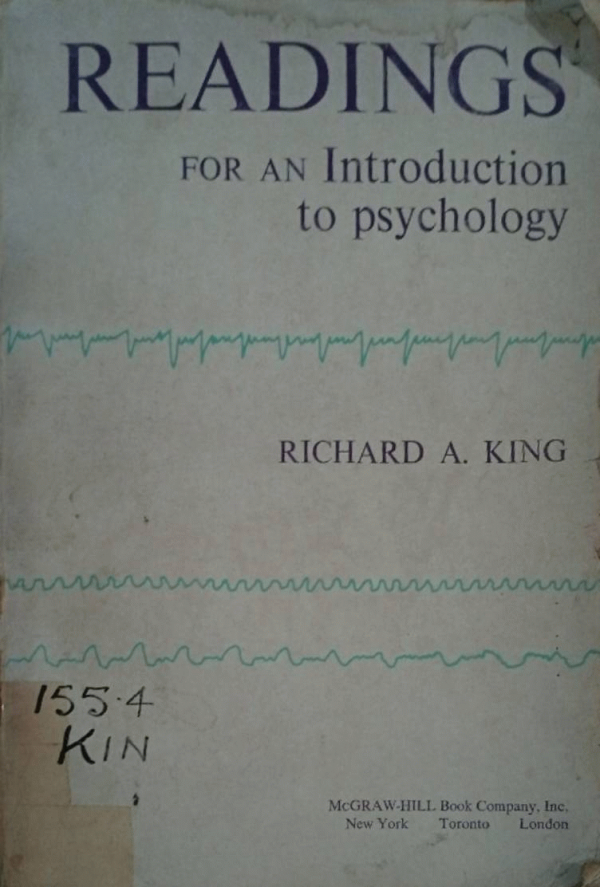 READINGS
FOR AN Introduction
to psychology
RICHARD A. KING
155.4
KIN
McGRAW-HILL Book Company, Inc.
New York Toronto London